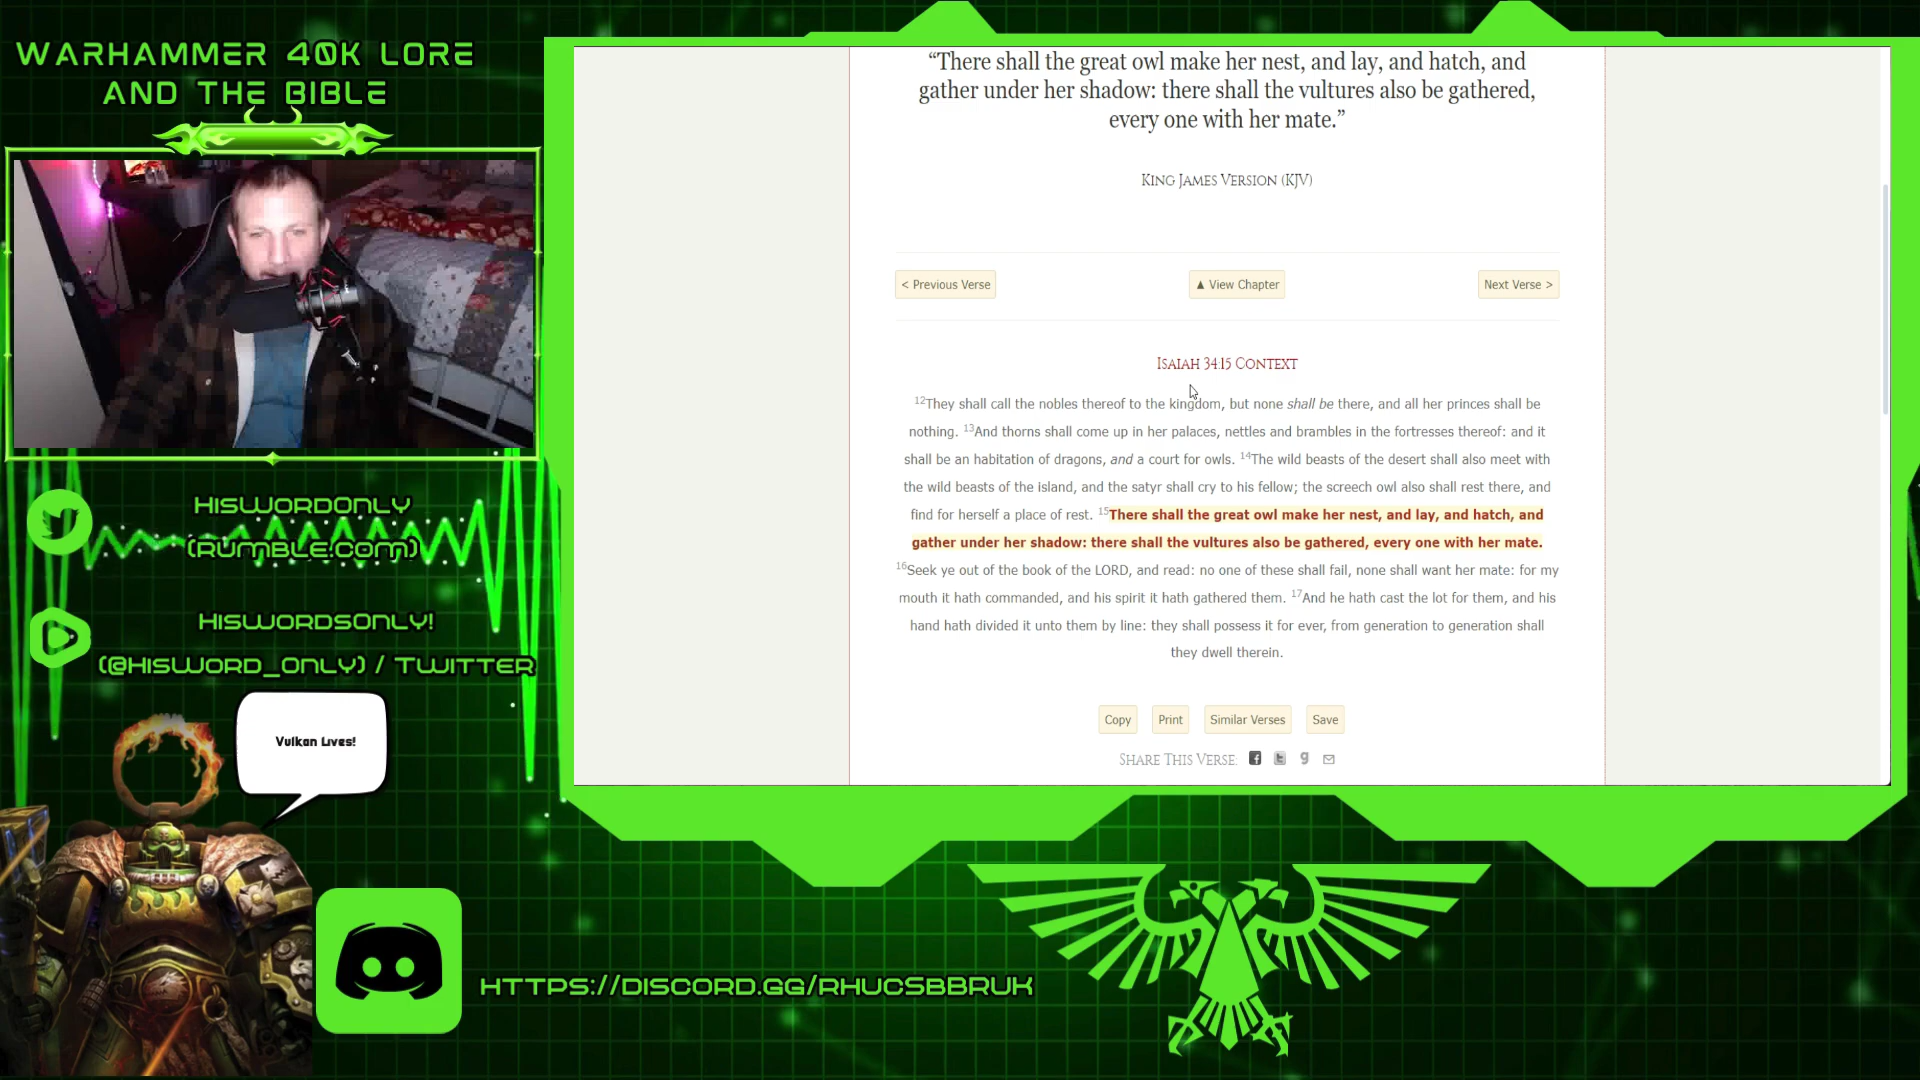 WARHAMMER 40K LORE
AND THE BIBLE
HISWORDONLY
(RUMBLE.COM)
HISWORDSONLY!
(@HISWORD_ONLY) / TWITTER
Vulkan Lives!
HTTPS://DISCORD.GG/RHUCSBBRUK
“There shall the great owl make her nest, and lay, and hatch, and
gather under her shadow: there shall the vultures also be gathered,
every one with her mate.”
King James Version (KJV)
< Previous Verse
▲ View Chapter
Next Verse >
Isaiah 34:15 Context
12They shall call the nobles thereof to the kingdom, but none shall be there, and all her princes shall be
nothing. 13And thorns shall come up in her palaces, nettles and brambles in the fortresses thereof: and it
shall be an habitation of dragons, and a court for owls. 14The wild beasts of the desert shall also meet with
the wild beasts of the island, and the satyr shall cry to his fellow; the screech owl also shall rest there, and
find for herself a place of rest. 15There shall the great owl make her nest, and lay, and hatch, and
gather under her shadow: there shall the vultures also be gathered, every one with her mate.
16Seek ye out of the book of the LORD, and read: no one of these shall fail, none shall want her mate: for my
mouth it hath commanded, and his spirit it hath gathered them. 17And he hath cast the lot for them, and his
hand hath divided it unto them by line: they shall possess it for ever, from generation to generation shall
they dwell therein.
Copy
Print
Similar Verses
Save
Share This Verse: